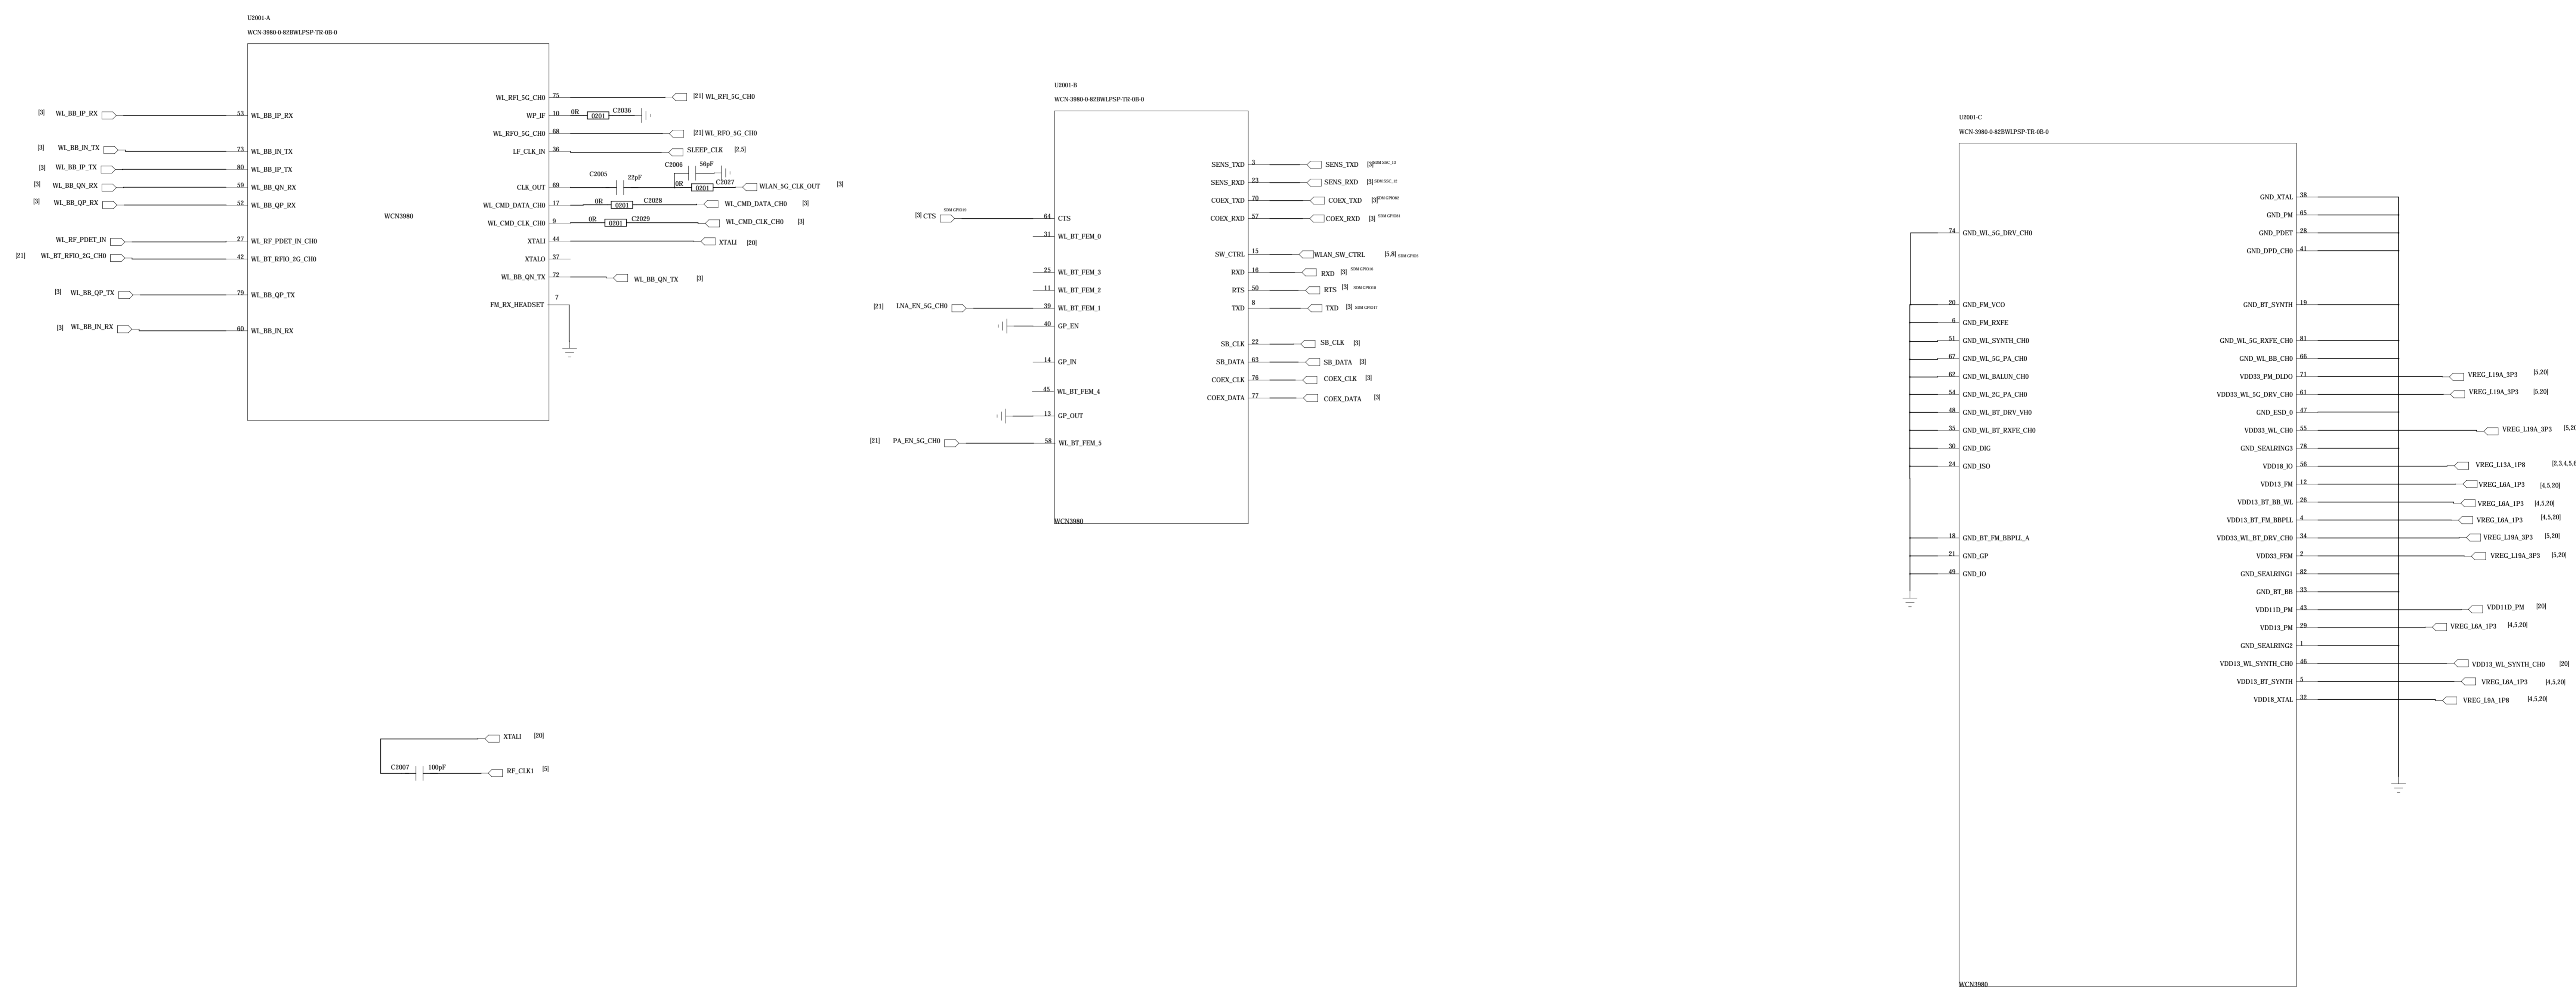 U2001-A
WCN-3980-0-82BWLPSP-TR-0B-0
[3] WL_BB_IP_RX 53 WL_BB_IP_RX
[3] WL_BB_IN_TX 73 WL_BB_IN_TX
[3] WL_BB_IP_TX 80 WL_BB_IP_TX
[3] WL_BB_QN_RX 59 WL_BB_QN_RX
[3] WL_BB_QP_RX 52 WL_BB_QP_RX
WL_RF_PDET_IN 27 WL_RF_PDET_IN_CH0
[21] WL_BT_RFIO_2G_CH0 42 WL_BT_RFIO_2G_CH0
[3] WL_BB_QP_TX 79 WL_BB_QP_TX
[3] WL_BB_IN_RX 60 WL_BB_IN_RX
WCN3980
WL_RFI_5G_CH0 75 [21] WL_RFI_5G_CH0
WP_IF 10 0R 0201 C2036
WL_RFO_5G_CH0 68 [21] WL_RFO_5G_CH0
LF_CLK_IN 36 SLEEP_CLK [2,5]
C2006 56pF
C2005 22pF
CLK_OUT 69 0R 0201 C2027 WLAN_5G_CLK_OUT [3]
WL_CMD_DATA_CH0 17 0R 0201 C2028 WL_CMD_DATA_CH0 [3]
WL_CMD_CLK_CH0 9 0R 0201 C2029 WL_CMD_CLK_CH0 [3]
XTALI 44 XTALI [20]
XTALO 37
WL_BB_QN_TX 72 WL_BB_QN_TX [3]
FM_RX_HEADSET 7
XTALI [20]
C2007 100pF RF_CLK1 [5]
U2001-B
WCN-3980-0-82BWLPSP-TR-0B-0
SDM GPIO19
[3] CTS 64 CTS
31 WL_BT_FEM_0
25 WL_BT_FEM_3
11 WL_BT_FEM_2
[21] LNA_EN_5G_CH0 39 WL_BT_FEM_1
40 GP_EN
14 GP_IN
45 WL_BT_FEM_4
13 GP_OUT
[21] PA_EN_5G_CH0 58 WL_BT_FEM_5
WCN3980
SENS_TXD 3 SENS_TXD [3]
SENS_RXD 23 SENS_RXD [3]
COEX_TXD 70 COEX_TXD [3]
COEX_RXD 57 COEX_RXD [3]
SW_CTRL 15 WLAN_SW_CTRL [5,8]
RXD 16 RXD [3]
RTS 50 RTS [3] SDM GPIO18
TXD 8 TXD [3] SDM GPIO17
SB_CLK 22 SB_CLK [3]
SB_DATA 63 SB_DATA [3]
COEX_CLK 76 COEX_CLK [3]
COEX_DATA 77 COEX_DATA [3]
U2001-C
WCN-3980-0-82BWLPSP-TR-0B-0
74 GND_WL_5G_DRV_CH0
20 GND_FM_VCO
6 GND_FM_RXFE
51 GND_WL_SYNTH_CH0
67 GND_WL_5G_PA_CH0
62 GND_WL_BALUN_CH0
54 GND_WL_2G_PA_CH0
48 GND_WL_BT_DRV_VH0
35 GND_WL_BT_RXFE_CH0
30 GND_DIG
24 GND_ISO
18 GND_BT_FM_BBPLL_A
21 GND_GP
49 GND_IO
GND_XTAL 38
GND_PM 65
GND_PDET 28
GND_DPD_CH0 41
GND_BT_SYNTH 19
GND_WL_5G_RXFE_CH0 81
GND_WL_BB_CH0 66
VDD33_PM_DLDO 71 VREG_L19A_3P3 [5,20]
VDD33_WL_5G_DRV_CH0 61 VREG_L19A_3P3 [5,20]
GND_ESD_0 47
VDD33_WL_CH0 55 VREG_L19A_3P3 [5,20
GND_SEALRING3 78
VDD18_IO 56 VREG_L13A_1P8 [2,3,4,5,6
VDD13_FM 12 VREG_L6A_1P3 [4,5,20]
VDD13_BT_BB_WL 26 VREG_L6A_1P3 [4,5,20]
VDD13_BT_FM_BBPLL 4 VREG_L6A_1P3 [4,5,20]
VDD33_WL_BT_DRV_CH0 34 VREG_L19A_3P3 [5,20]
VDD33_FEM 2 VREG_L19A_3P3 [5,20]
GND_SEALRING1 82
GND_BT_BB 33
VDD11D_PM 43 VDD11D_PM [20]
VDD13_PM 29 VREG_L6A_1P3 [4,5,20]
GND_SEALRING2 1
VDD13_WL_SYNTH_CH0 46 VDD13_WL_SYNTH_CH0 [20]
VDD13_BT_SYNTH 5 VREG_L6A_1P3 [4,5,20]
VDD18_XTAL 32 VREG_L9A_1P8 [4,5,20]
WCN3980